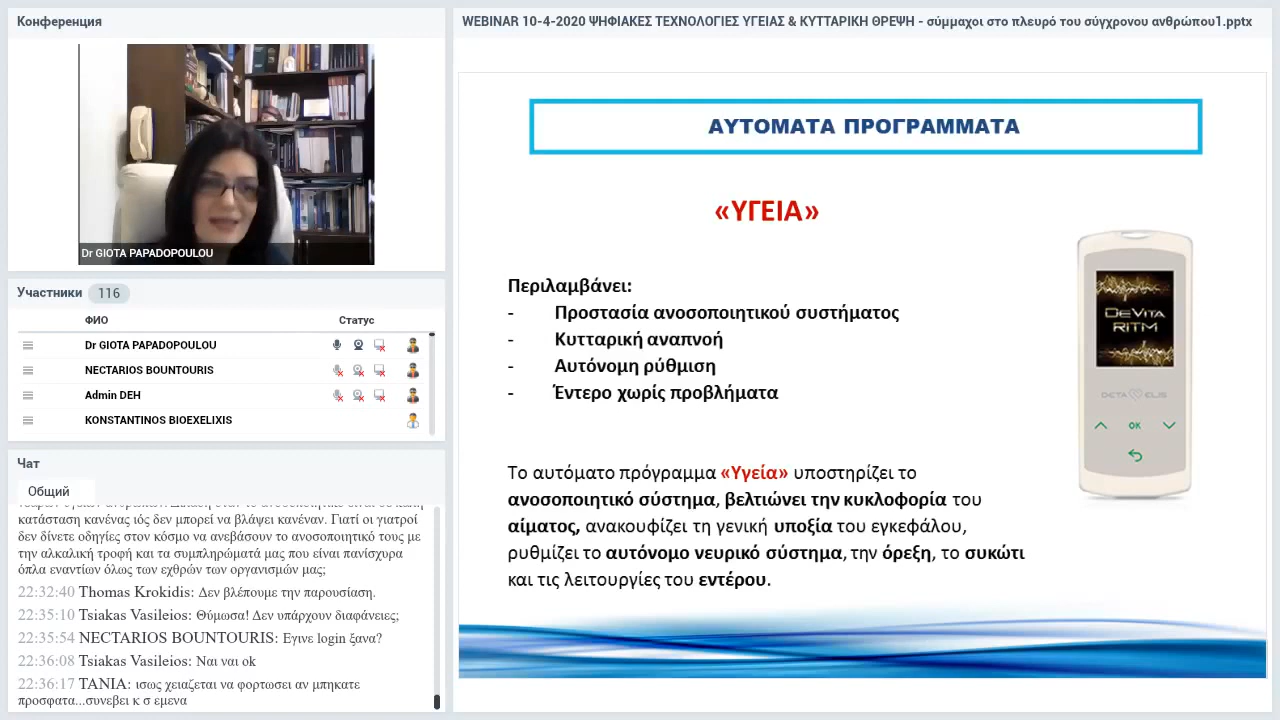 Конференция
Dr GIOTA PAPADOPOULOU
Участники 116
ФИО Статус
Dr GIOTA PAPADOPOULOU
NECTARIOS BOUNTOURIS
Admin DEH
KONSTANTINOS BIOEXELIXIS
Чат
Общий
κατάσταση κανένας ιός δεν μπορεί να βλάψει κανέναν. Γιατί οι γιατροί
δεν δίνετε οδηγίες στον κόσμο να ανεβάσουν το ανοσοποιητικό τους με
την αλκαλική τροφή και τα συμπληρώματά μας που είναι πανίσχυρα
όπλα εναντίων όλως των εχθρών των οργανισμών μας;
22:32:40 Thomas Krokidis: Δεν βλέπουμε την παρουσίαση.
22:35:10 Tsiakas Vasileios: Θύμωσα! Δεν υπάρχουν διαφάνειες;
22:35:54 NECTARIOS BOUNTOURIS: Εγινε login ξανα?
22:36:08 Tsiakas Vasileios: Ναι ναι ok
22:36:17 TANIA: ισως χειαζεται να φορτωσει αν μπηκατε
προσφατα...συνεβει κ σ εμενα
WEBINAR 10-4-2020 ΨΗΦΙΑΚΕΣ ΤΕΧΝΟΛΟΓΙΕΣ ΥΓΕΙΑΣ & ΚΥΤΤΑΡΙΚΗ ΘΡΕΨΗ - σύμμαχοι στο πλευρό του σύγχρονου ανθρώπου1.pptx
ΑΥΤΟΜΑΤΑ ΠΡΟΓΡΑΜΜΑΤΑ
«ΥΓΕΙΑ»
Περιλαμβάνει:
- Προστασία ανοσοποιητικού συστήματος
- Κυτταρική αναπνοή
- Αυτόνομη ρύθμιση
- Έντερο χωρίς προβλήματα
Το αυτόματο πρόγραμμα «Υγεία» υποστηρίζει το
ανοσοποιητικό σύστημα, βελτιώνει την κυκλοφορία του
αίματος, ανακουφίζει τη γενική υποξία του εγκεφάλου,
ρυθμίζει το αυτόνομο νευρικό σύστημα, την όρεξη, το συκώτι
και τις λειτουργίες του εντέρου.
DEVITA
RITM
DETA ELIS
OK